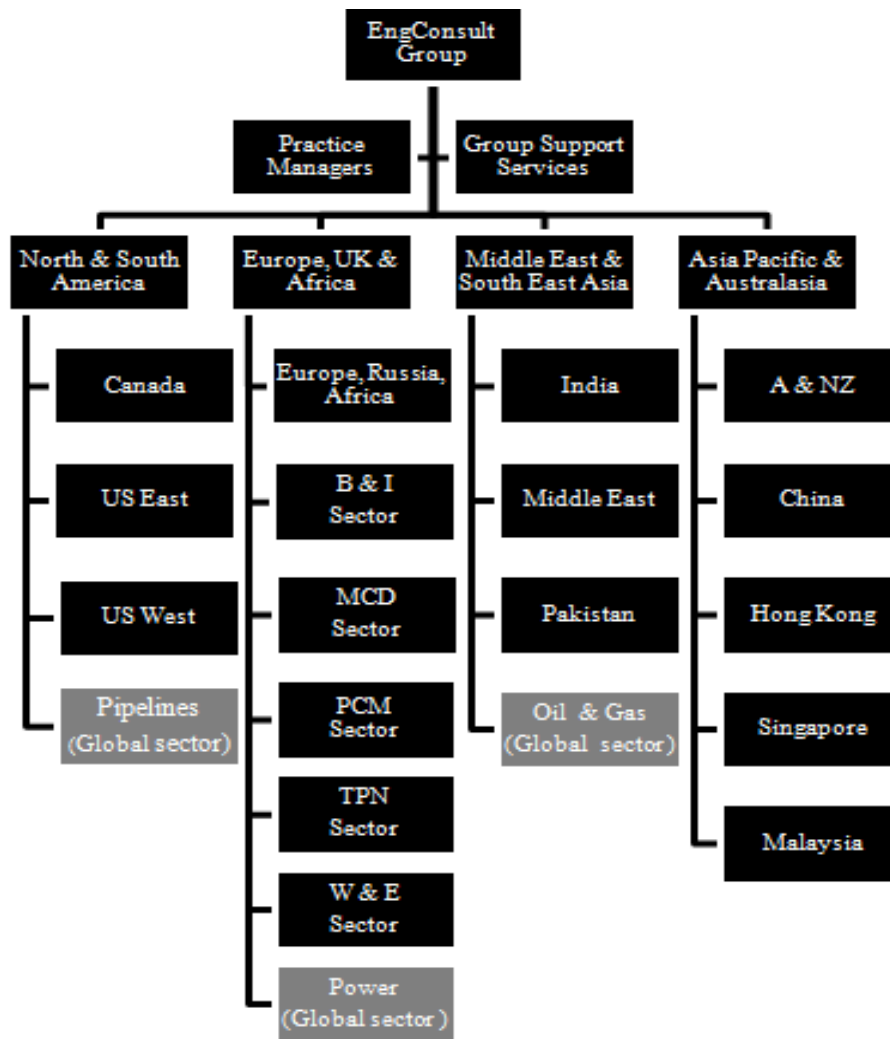 EngConsult
Group
Practice
Managers
Group Support
Services
North & South
America
Europe, UK &
Africa
Middle East &
South East Asia
Asia Pacific &
Australasia
Canada
US East
US West
Pipelines
(Global sector)
Europe, Russia,
Africa
B & I
Sector
MCD
Sector
PCM
Sector
TPN
Sector
W & E
Sector
Power
(Global sector)
India
Middle East
Pakistan
Oil & Gas
(Global sector)
A & NZ
China
Hong Kong
Singapore
Malaysia